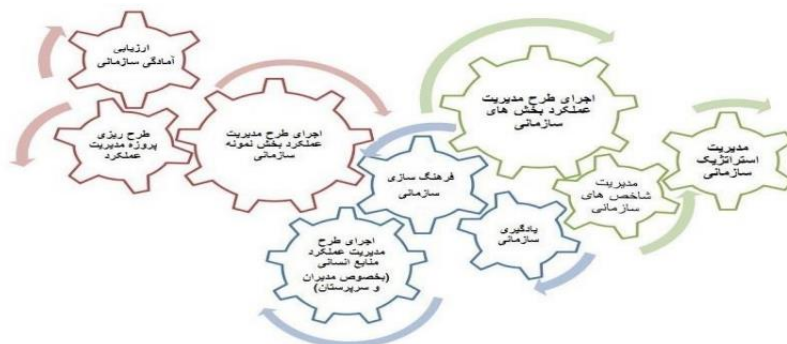 ارزیابی
آمادگی سازمانی
طرح ریزی
پروژه مدیریت
عملکرد
اجرای طرح مدیریت
عملکرد بخش نمونه
سازمانی
اجرای طرح مدیریت
عملکرد بخش های
سازمانی
فرهنگ سازی
سازمانی
اجرای طرح
مدیریت عملکرد
منابع انسانی
(بخصوص مدیران
و سرپرستان)
یادگیری
سازمانی
مدیریت
شاخص های
سازمانی
مدیریت
استراتژیک
سازمانی